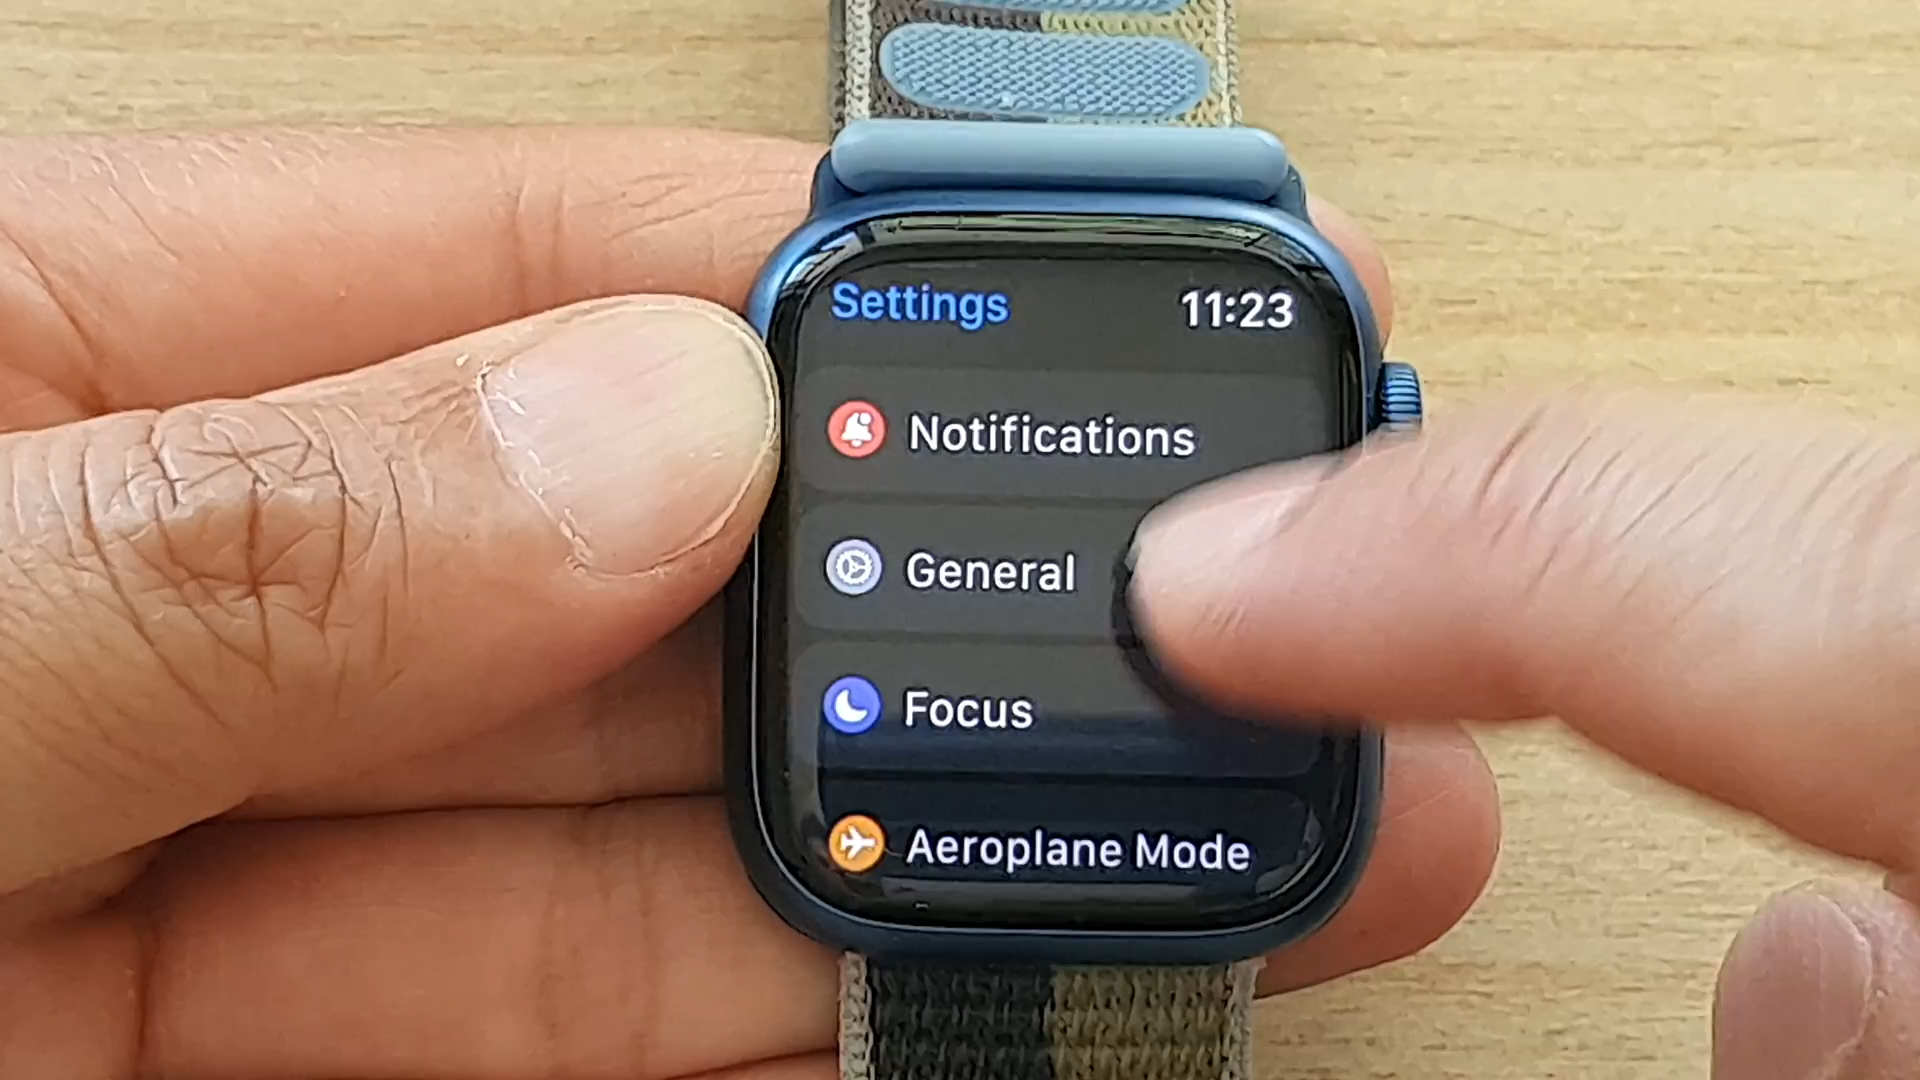 Settings 11:23
Notifications
General
Focus
Aeroplane Mode